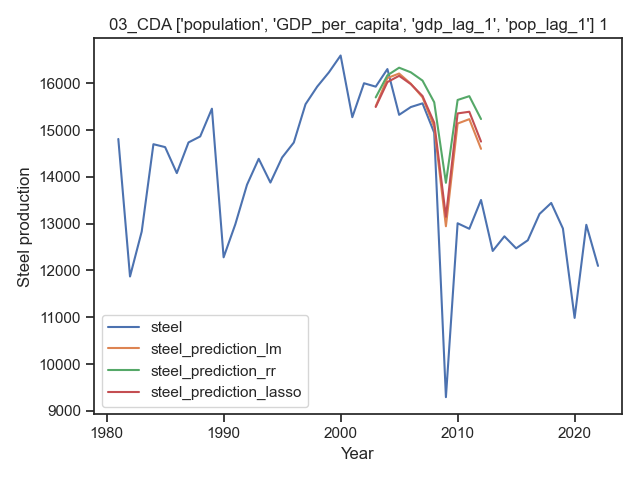 03_CDA ['population', 'GDP_per_capita', 'gdp_lag_1', 'pop_lag_1'] 1
16000
15000
14000
13000
12000
11000
10000
9000
Steel production
steel
steel_prediction_lm
steel_prediction_rr
steel_prediction_lasso
1980
1990
2000
2010
2020
Year